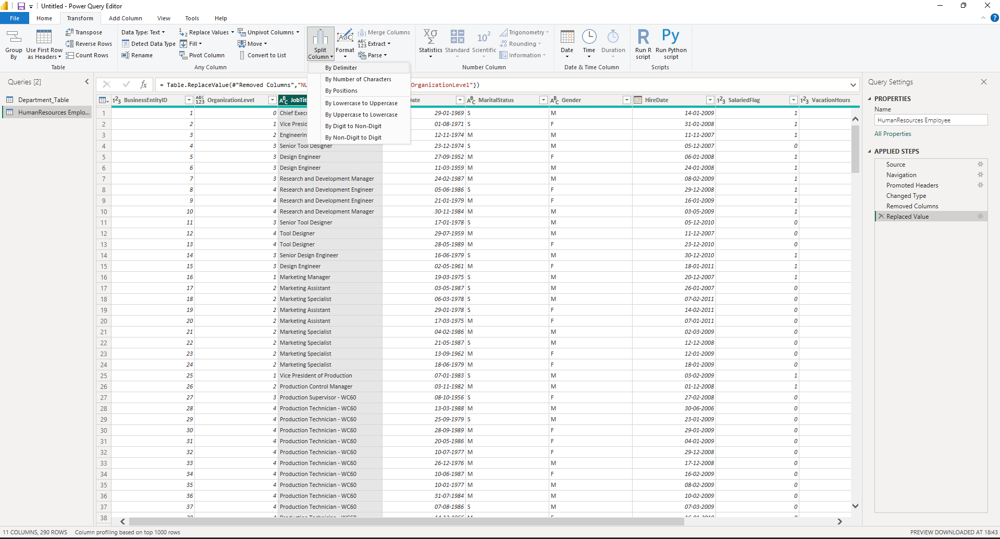 Untitled - Power Query Editor
File Home Transform Add Column View Tools Help
Group By
Use First Row as Headers
Transpose
Reverse Rows
Count Rows
Table
Data Type: Text
Detect Data Type
Rename
Replace Values
Fill
Pivot Column
Unpivot Columns
Move
Convert to List
Any Column
Split Column
Format
Merge Columns
Extract
Parse
Statistics
Standard
Scientific
Trigonometry
Rounding
Information
Number Column
Date
Time
Duration
Date & Time Column
Run R script
Run Python script
Scripts
By Delimiter
By Number of Characters
By Positions
By Lowercase to Uppercase
By Uppercase to Lowercase
By Digit to Non-Digit
By Non-Digit to Digit
Queries [2]
Department_Table
HumanResources Emplo...
fx = Table.ReplaceValue(#"Removed Columns","NU OrganizationLevel"})
BusinessEntityID OrganizationLevel JobTit Date MaritalStatus Gender HireDate SalariedFlag VacationHours
1 1 0 Chief Exec 29-01-1969 S M 14-01-2009 1
2 2 1 Vice Presid 01-08-1971 S F 31-01-2008 1
3 3 2 Engineerin 12-11-1974 M M 11-11-2007 1
4 4 3 Senior Tool Designer 23-12-1974 S M 05-12-2007 0
5 5 3 Design Engineer 27-09-1952 M F 06-01-2008 1
6 6 3 Design Engineer 11-03-1959 M M 24-01-2008 1
7 7 3 Research and Development Manager 24-02-1987 M M 08-02-2009 1
8 8 4 Research and Development Engineer 05-06-1986 S F 29-12-2008 1
9 9 4 Research and Development Engineer 21-01-1979 M F 16-01-2009 1
10 10 4 Research and Development Manager 30-11-1984 M M 03-05-2009 1
11 11 3 Senior Tool Designer 17-01-1978 S M 05-12-2010 0
12 12 4 Tool Designer 29-07-1959 M M 11-12-2007 0
13 13 4 Tool Designer 28-05-1989 M F 23-12-2010 0
14 14 3 Senior Design Engineer 16-06-1979 S M 30-12-2010 1
15 15 3 Design Engineer 02-05-1961 M F 18-01-2011 1
16 16 1 Marketing Manager 19-03-1975 S M 20-12-2007 1
17 17 2 Marketing Assistant 03-05-1987 S M 26-01-2007 0
18 18 2 Marketing Specialist 06-03-1978 S M 07-02-2011 0
19 19 2 Marketing Assistant 29-01-1978 S F 14-02-2011 0
20 20 2 Marketing Assistant 17-03-1975 M F 07-01-2011 0
21 21 2 Marketing Specialist 04-02-1986 M M 02-03-2009 0
22 22 2 Marketing Specialist 21-05-1987 S M 12-12-2008 0
23 23 2 Marketing Specialist 13-09-1962 M F 12-01-2009 0
24 24 2 Marketing Specialist 18-06-1979 M F 18-01-2009 0
25 25 1 Vice President of Production 07-01-1983 S M 03-02-2009 1
26 26 2 Production Control Manager 03-11-1982 M M 01-12-2008 1
27 27 3 Production Supervisor - WC60 08-10-1956 S F 27-02-2008 0
28 28 4 Production Technician - WC60 13-03-1988 M M 30-06-2006 0
29 29 4 Production Technician - WC60 25-09-1979 S M 23-01-2009 0
30 30 4 Production Technician - WC60 28-09-1989 M F 29-01-2009 0
31 31 4 Production Technician - WC60 20-05-1986 M F 04-01-2009 0
32 32 4 Production Technician - WC60 10-07-1977 M F 29-12-2008 0
33 33 4 Production Technician - WC60 26-12-1976 M M 17-12-2008 0
34 34 4 Production Technician - WC60 10-06-1987 M F 16-02-2009 0
35 35 4 Production Technician - WC60 10-01-1977 M M 08-02-2009 0
36 36 4 Production Technician - WC60 31-07-1984 M M 10-02-2009 0
37 37 4 Production Technician - WC60 07-08-1986 S M 07-03-2009 0
38
Query Settings
PROPERTIES
Name
HumanResources Employee
All Properties
APPLIED STEPS
Source
Navigation
Promoted Headers
Changed Type
Removed Columns
Replaced Value
11 COLUMNS, 290 ROWS Column profiling based on top 1000 rows PREVIEW DOWNLOADED AT 18:43